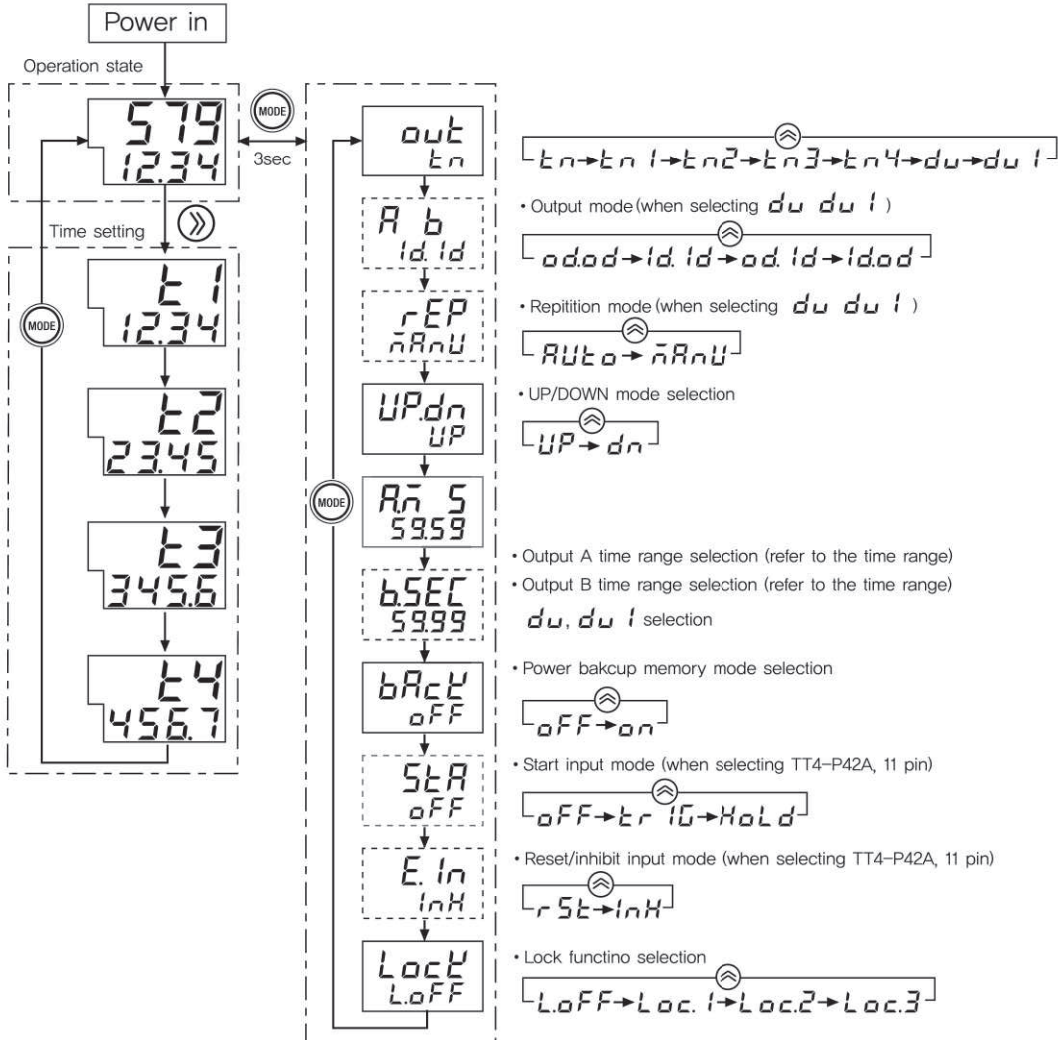 Power in
Operation state
579
12.34
MODE
3sec
Time setting
t1
12.34
MODE
t2
23.45
t3
345.6
t4
456.7
out
tn
A b
1d.1d
rEP
mAnU
UP.dn
UP
MODE
A.m S
59.59
b.SEC
59.99
bAcK
oFF
StA
oFF
E.In
InH
LocK
L.oFF
tn→tn1→tn2→tn3→tn4→du→du1
• Output mode (when selecting du du1 )
od.od→1d.1d→od.1d→1d.od
• Repitition mode (when selecting du du1 )
AUto→mAnU
• UP/DOWN mode selection
UP→dn
• Output A time range selection (refer to the time range)
• Output B time range selection (refer to the time range)
du, du1 selection
• Power bakcup memory mode selection
oFF→on
• Start input mode (when selecting TT4-P42A, 11 pin)
oFF→trIG→HoLd
• Reset/inhibit input mode (when selecting TT4-P42A, 11 pin)
rSt→InH
• Lock functino selection
L.oFF→Loc.1→Loc.2→Loc.3